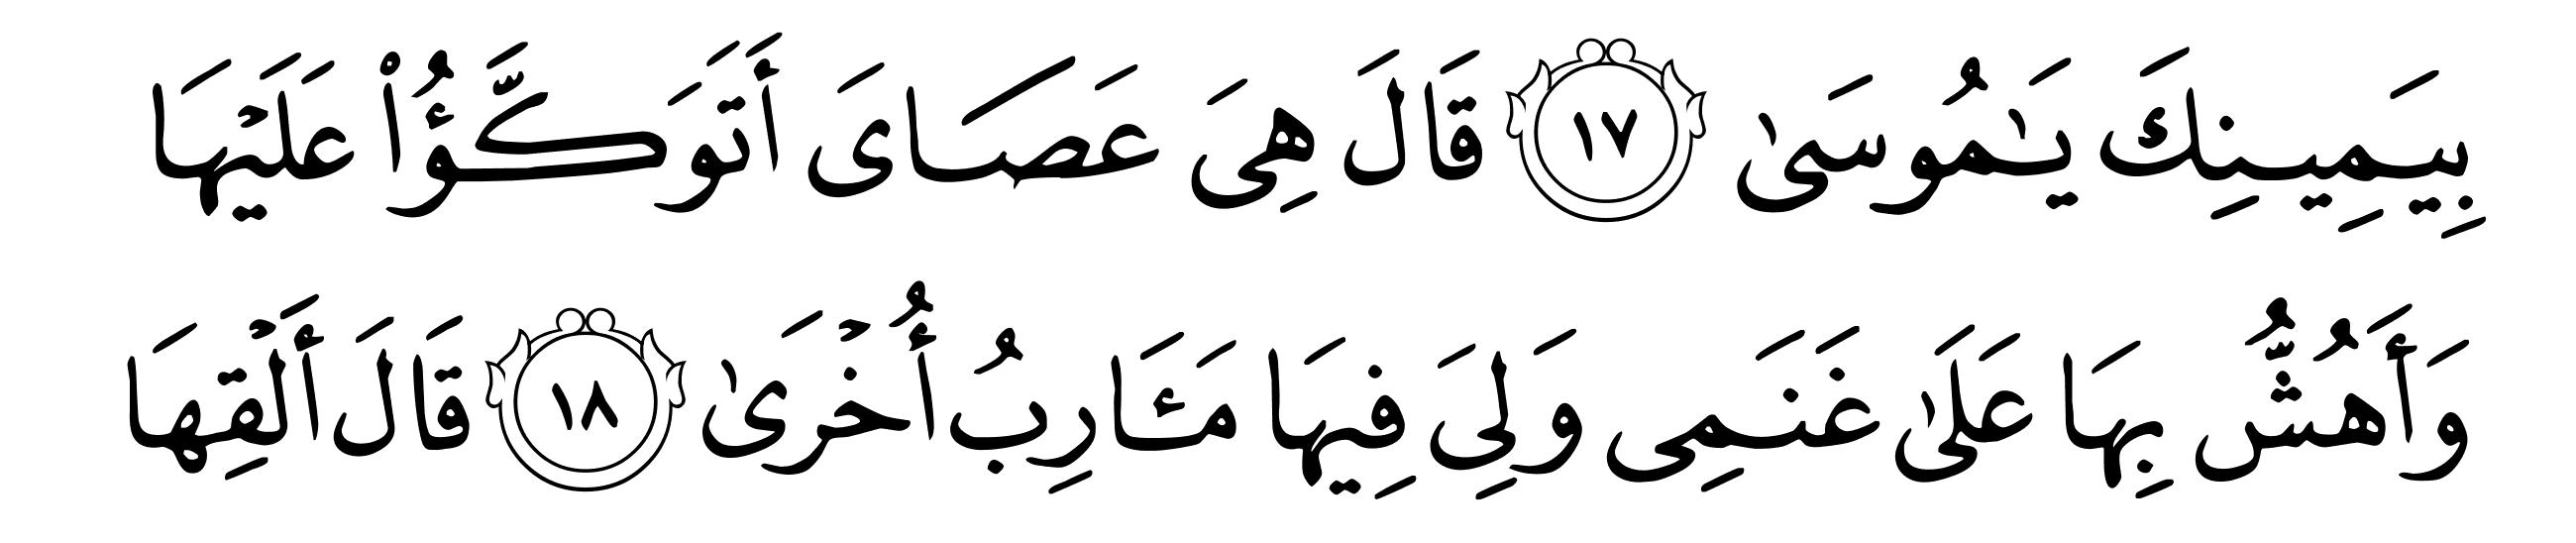 بِيَمِينِكَ يَٰمُوسَىٰ ١٧ قَالَ هِىَ عَصَاىَ أَتَوَكَّؤُا۟ عَلَيْهَا
وَأَهُشُّ بِهَا عَلَىٰ غَنَمِى وَلِىَ فِيهَا مَـَٔارِبُ أُخْرَىٰ ١٨ قَالَ أَلْقِهَا